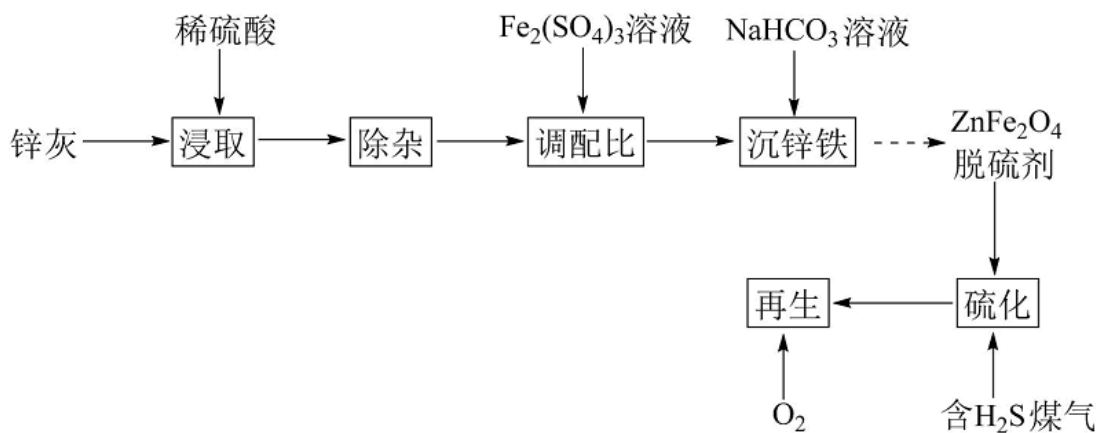 稀硫酸
Fe₂(SO₄)₃溶液
NaHCO₃溶液
锌灰
浸取
除杂
调配比
沉锌铁
ZnFe₂O₄
脱硫剂
再生
硫化
O₂
含H₂S煤气